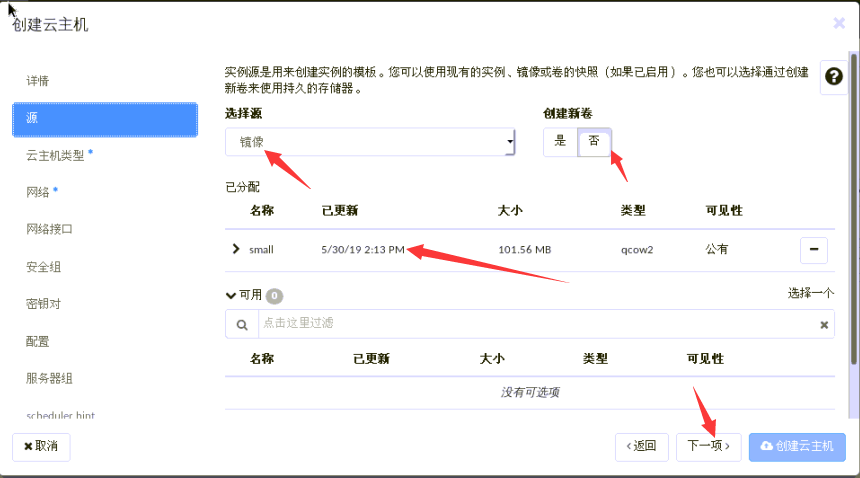 创建云主机
详情
源
云主机类型 *
网络 *
网络接口
安全组
密钥对
配置
服务器组
scheduler hint
实例源是用来创建实例的模板。您可以使用现有的实例、镜像或卷的快照（如果已启用）。您也可以选择通过创建
新卷来使用持久的存储器。
选择源 创建新卷
镜像 是 否
已分配
名称 已更新 大小 类型 可见性
small 5/30/19 2:13 PM 101.56 MB qcow2 公有
可用 0 选择一个
点击这里过滤
名称 已更新 大小 类型 可见性
没有可选项
取消 返回 下一项 创建云主机